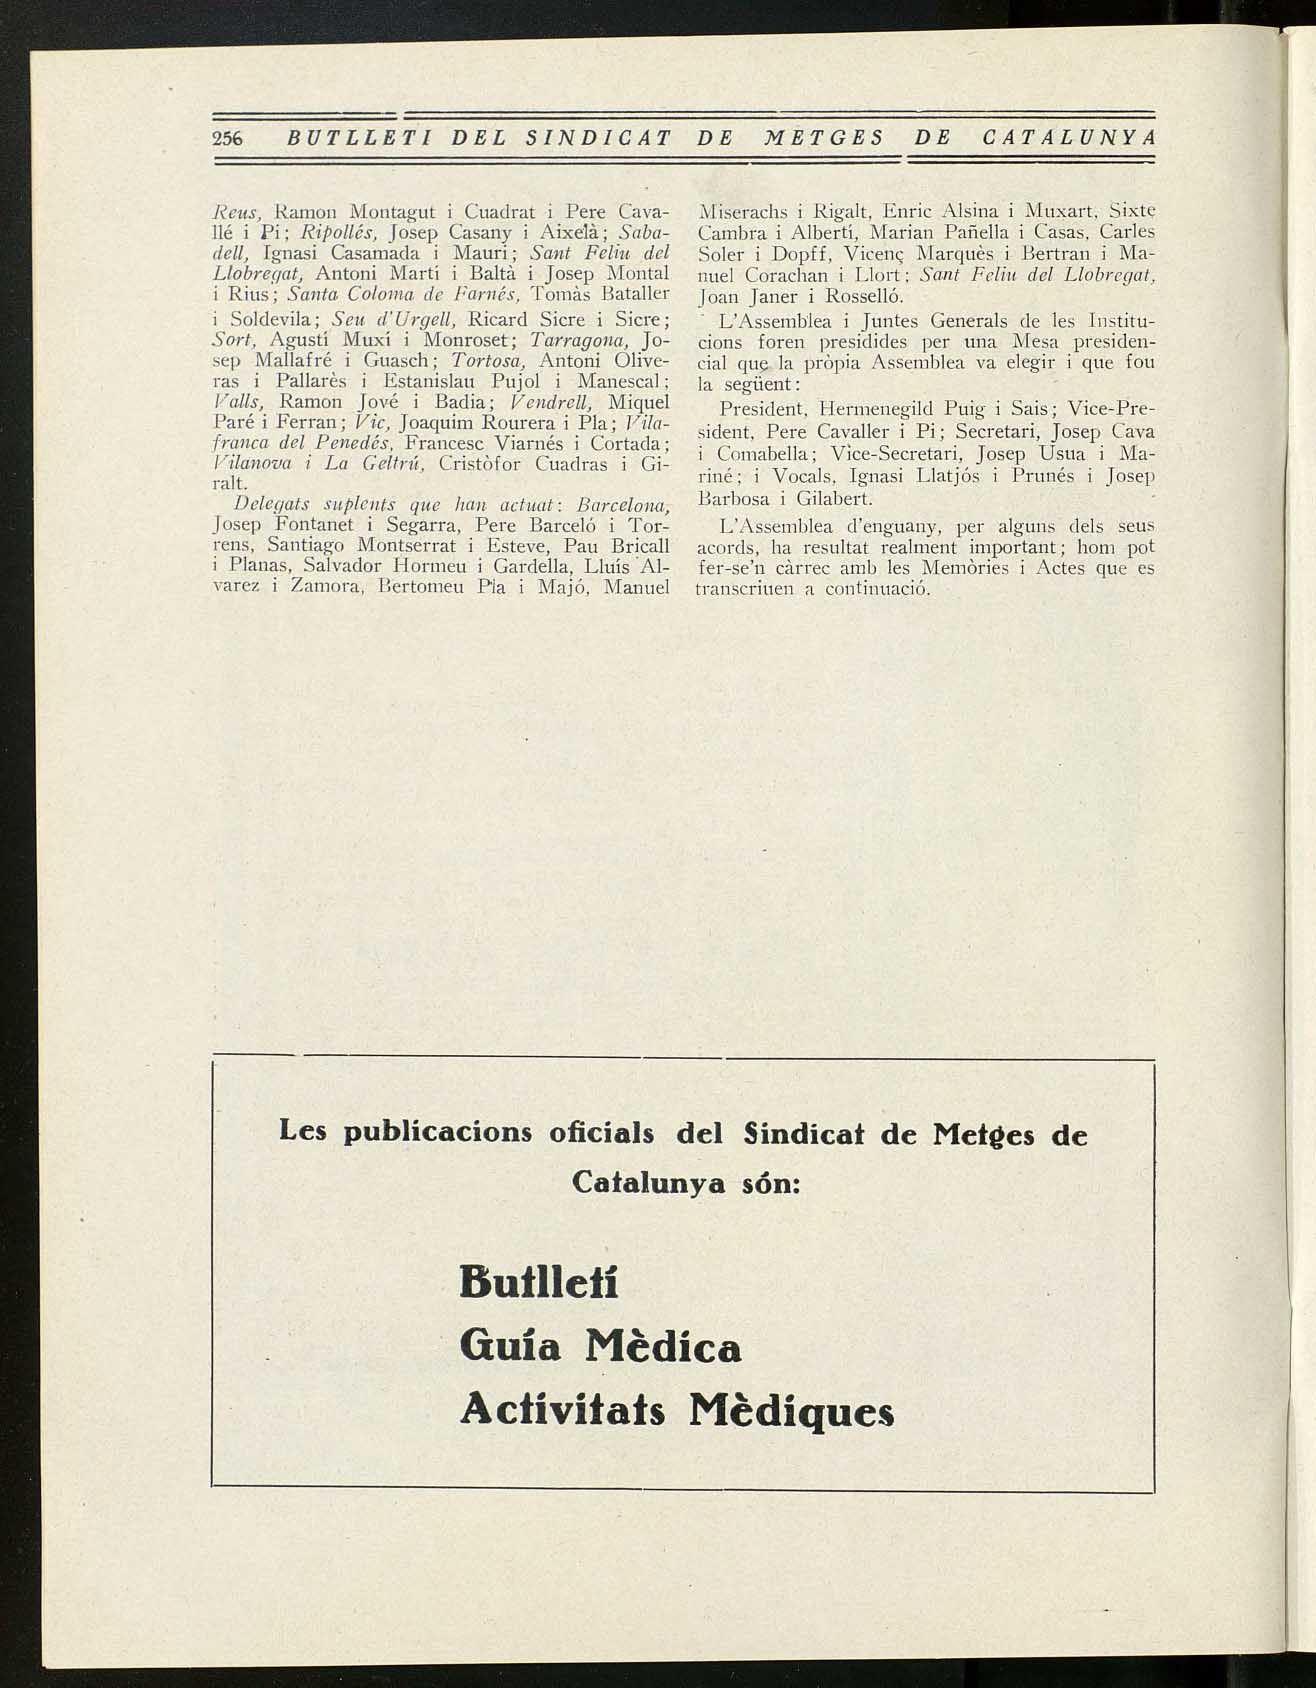 256 BUTLLETI DEL SINDICAT DE METGES DE CATALUNYA
Reus, Ramon Montagut i Cuadrat i Pere Cava-
llé i Pi; Ripollés, Josep Casany i Aixelà; Saba-
dell, Ignasi Casamada i Mauri; Sant Feliu del
Llobregat, Antoni Martí i Baltà i Josep Montal
i Rius; Santa Coloma de Farnés, Tomàs Bataller
i Soldevila; Seu d'Urgell, Ricard Sicre i Sicre;
Sort, Agustí Muxí i Monroset; Tarragona, Jo-
sep Mallafré i Guasch; Tortosa, Antoni Olive-
ras i Pallarès i Estanislau Pujol i Manescal;
Valls, Ramon Jové i Badia; Vendrell, Miquel
Paré i Ferran; Vic, Joaquim Rourera i Pla; Vila-
franca del Penedés, Francesc Viarnés i Cortada;
Vilanova i La Geltrú, Cristòfor Cuadras i Gi-
ralt.
Delegats suplents que han actuat: Barcelona,
Josep Fontanet i Segarra, Pere Barceló i Tor-
rens, Santiago Montserrat i Esteve, Pau Bricall
i Planas, Salvador Hormeu i Gardella, Lluís Al-
varez i Zamora, Bertomeu Pla i Majó, Manuel
Miserachs i Rigalt, Enric Alsina i Muxart, Sixte
Cambra i Albertí, Marian Pañella i Casas, Carles
Soler i Dopff, Vicenç Marquès i Bertran i Ma-
nuel Corachan i Llort; Sant Feliu del Llobregat,
Joan Janer i Rosselló.
L'Assemblea i Juntes Generals de les Institu-
cions foren presidides per una Mesa presiden-
cial que la pròpia Assemblea va elegir i que fou
la següent:
President, Hermenegild Puig i Sais; Vice-Pre-
sident, Pere Cavaller i Pi; Secretari, Josep Cava
i Comabella; Vice-Secretari, Josep Usua i Ma-
riné; i Vocals, Ignasi Llatjós i Prunés i Josep
Barbosa i Gilabert.
L'Assemblea d'enguany, per alguns dels seus
acords, ha resultat realment important; hom pot
fer-se'n càrrec amb les Memòries i Actes que es
transcriuen a continuació.
Les publicacions oficials del Sindicat de Metges de
Catalunya són:
Butlletí
Guía Mèdica
Activitats Mèdiques